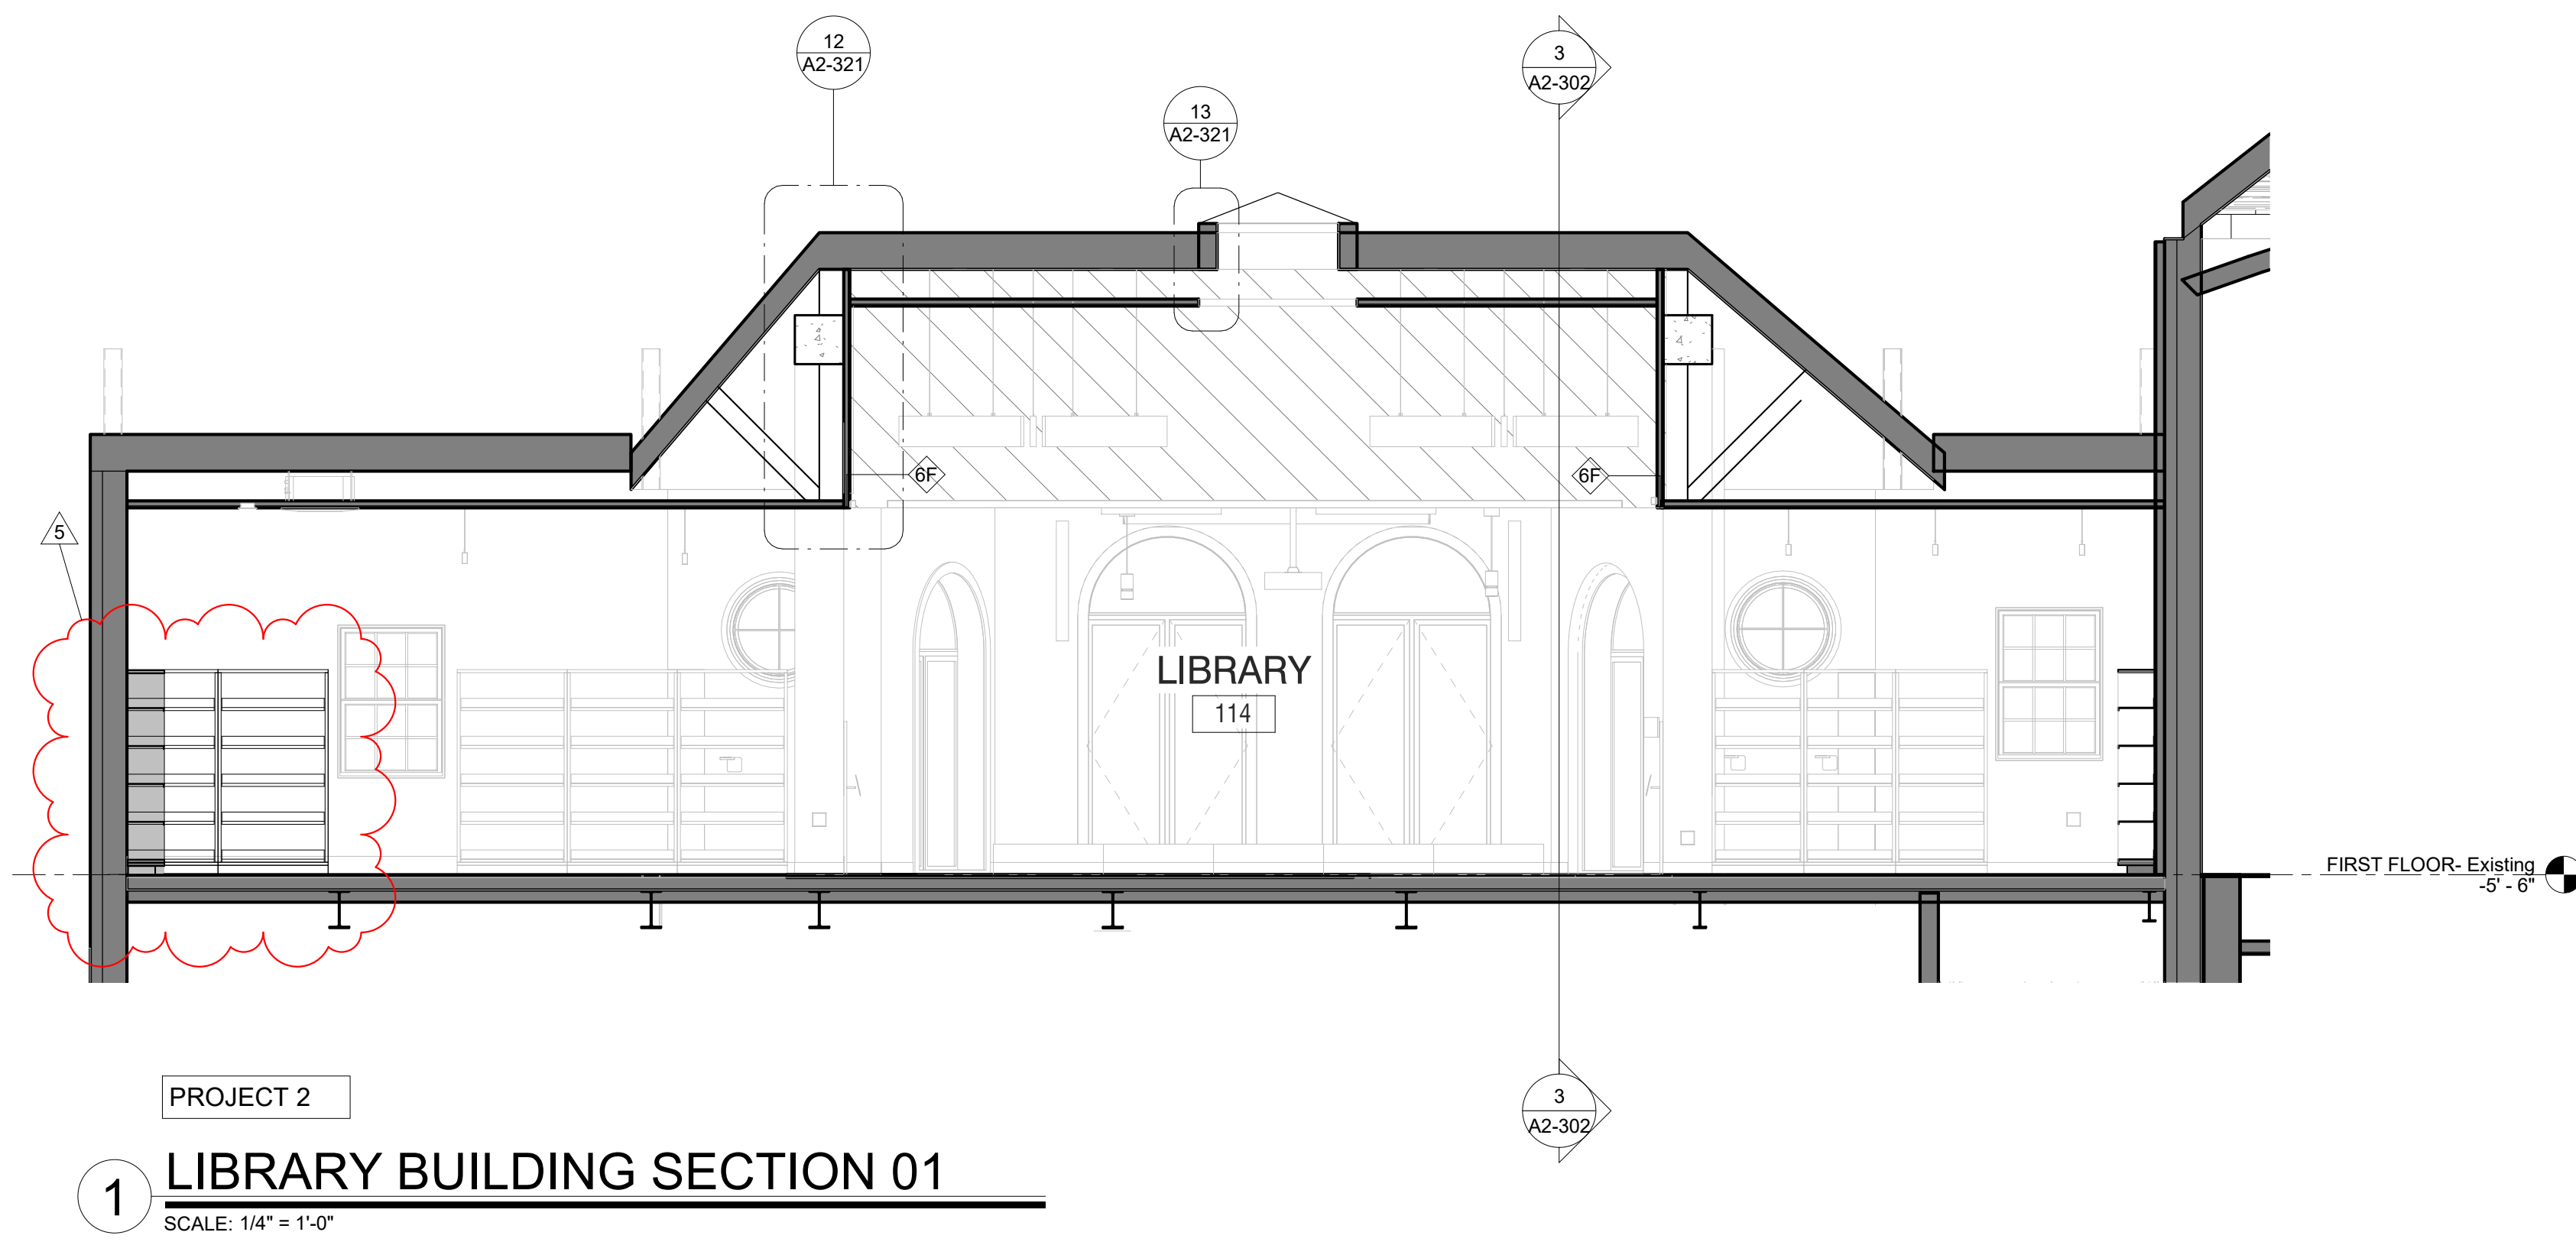 12
A2-321
3
A2-302
13
A2-321
6F
6F
5
LIBRARY
114
FIRST FLOOR- Existing
-5' - 6"
3
A2-302
PROJECT 2
1
LIBRARY BUILDING SECTION 01
SCALE: 1/4" = 1'-0"